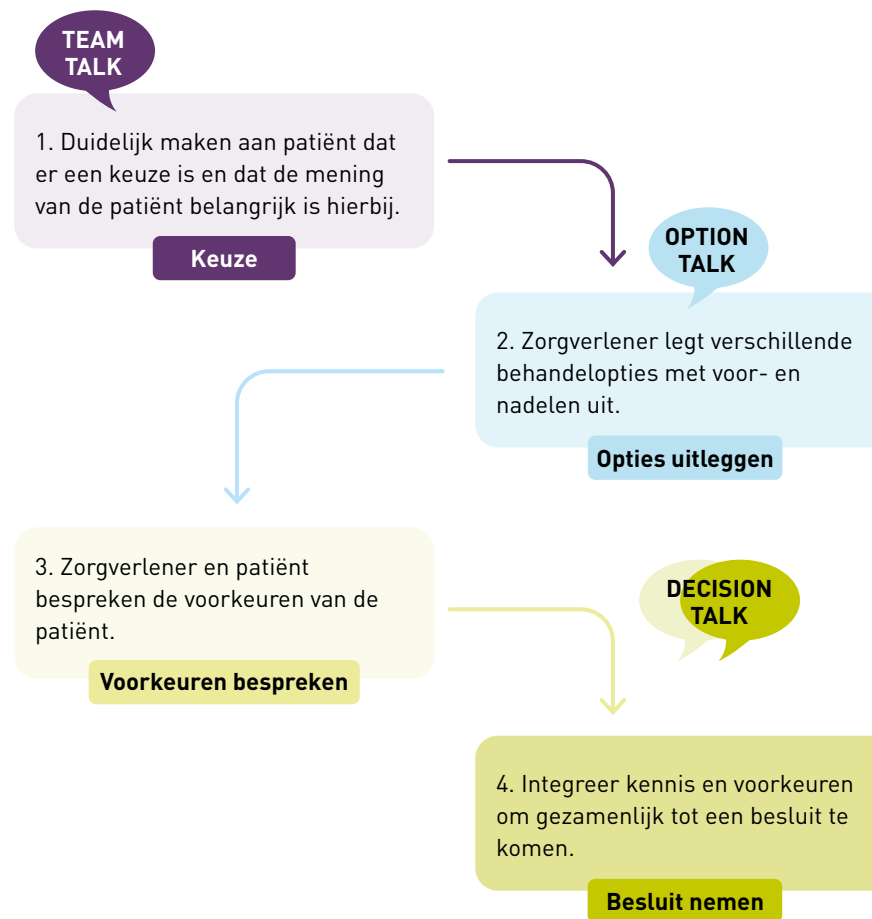 TEAM
TALK
1. Duidelijk maken aan patiënt dat
er een keuze is en dat de mening
van de patiënt belangrijk is hierbij.
Keuze
OPTION
TALK
2. Zorgverlener legt verschillende
behandelopties met voor- en
nadelen uit.
Opties uitleggen
3. Zorgverlener en patiënt
bespreken de voorkeuren van de
patiënt.
Voorkeuren bespreken
DECISION
TALK
4. Integreer kennis en voorkeuren
om gezamenlijk tot een besluit te
komen.
Besluit nemen